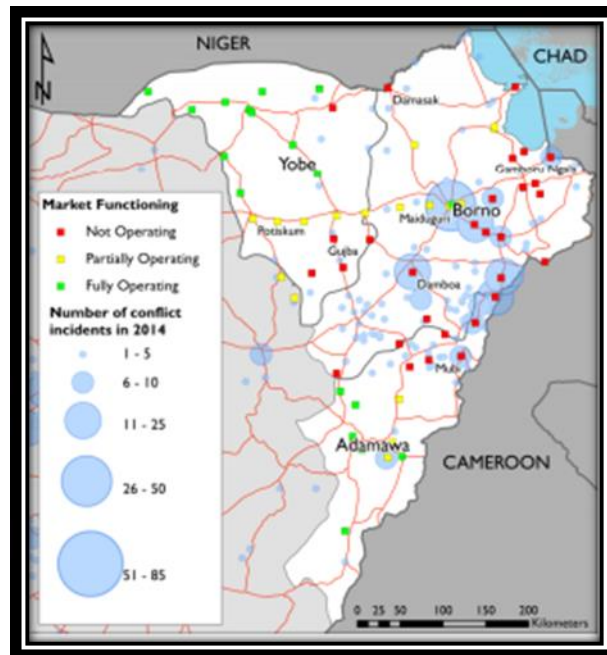 NIGER
CHAD
N
Damasak
Gamboru Ngala
Yobe
Maiduguri
Borno
Market Functioning
Not Operating
Partially Operating
Fully Operating
Potiskum
Gujba
Damboa
Number of conflict
incidents in 2014
1 - 5
6 - 10
11 - 25
26 - 50
51 - 85
Mubi
Adamawa
CAMEROON
0 25 50 100 150 200
Kilometers